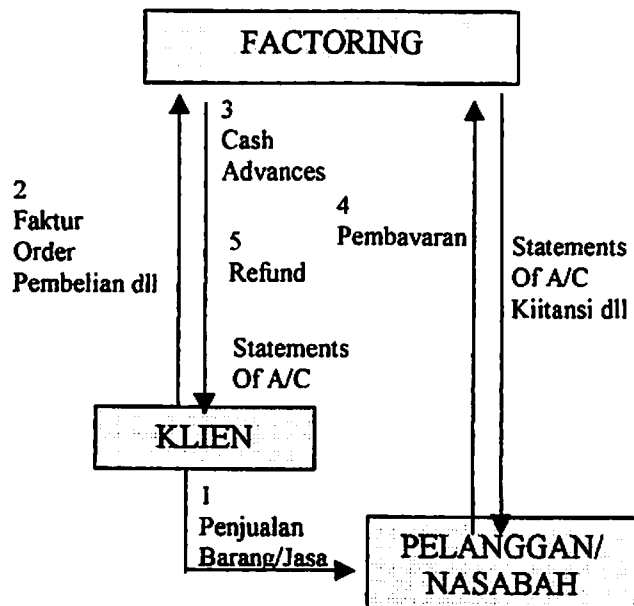 FACTORING
3
Cash
Advances
2
Faktur
Order
Pembelian dll
5
Refund
4
Pembavaran
Statements
Of A/C
Kiitansi dll
Statements
Of A/C
KLIEN
1
Penjualan
Barang/Jasa
PELANGGAN/
NASABAH